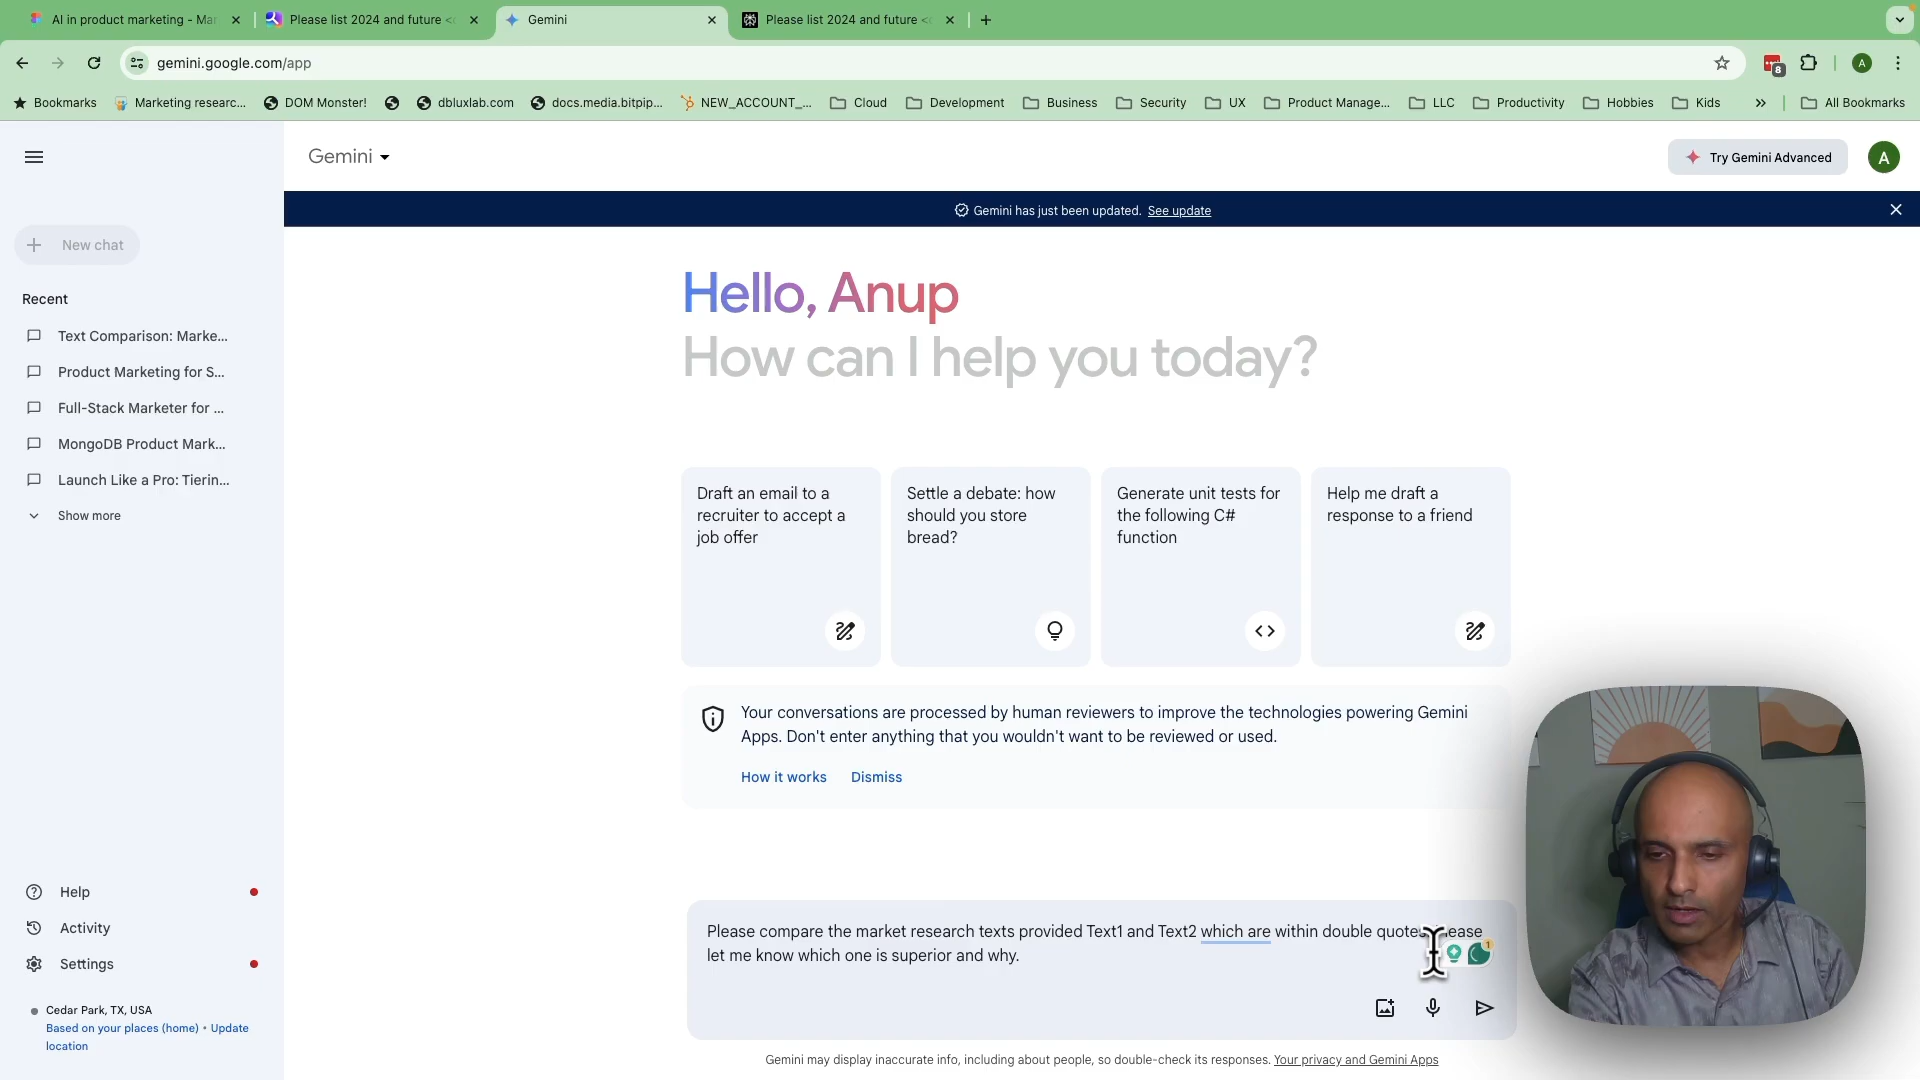 AI in product marketing - Mar
Please list 2024 and future <c
Gemini
Please list 2024 and future <c
gemini.google.com/app
8
A
Bookmarks
Marketing researc...
DOM Monster!
dbluxlab.com
docs.media.bitpip...
NEW_ACCOUNT_...
Cloud
Development
Business
Security
UX
Product Manage...
LLC
Productivity
Hobbies
Kids
All Bookmarks
Gemini
Try Gemini Advanced
A
Gemini has just been updated. See update
New chat
Recent
Text Comparison: Marke...
Product Marketing for S...
Full-Stack Marketer for ...
MongoDB Product Mark...
Launch Like a Pro: Tierin...
Show more
Hello, Anup
How can I help you today?
Draft an email to a
recruiter to accept a
job offer
Settle a debate: how
should you store
bread?
Generate unit tests for
the following C#
function
Help me draft a
response to a friend
Your conversations are processed by human reviewers to improve the technologies powering Gemini
Apps. Don't enter anything that you wouldn't want to be reviewed or used.
How it works
Dismiss
Help
Activity
Settings
Cedar Park, TX, USA
Based on your places (home) • Update
location
Please compare the market research texts provided Text1 and Text2 which are within double quotes
let me know which one is superior and why.
1
Gemini may display inaccurate info, including about people, so double-check its responses. Your privacy and Gemini Apps